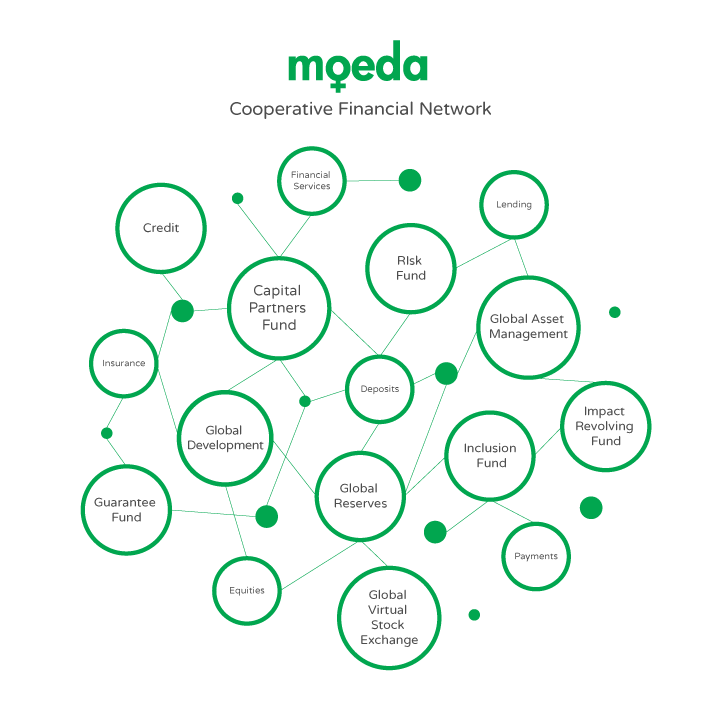 moeda
Cooperative Financial Network
Financial
Services
Lending
Credit
RIsk
Fund
Capital
Partners
Fund
Global Asset
Management
Insurance
Deposits
Impact
Revolving
Fund
Global
Development
Inclusion
Fund
Global
Reserves
Guarantee
Fund
Payments
Equities
Global
Virtual
Stock
Exchange